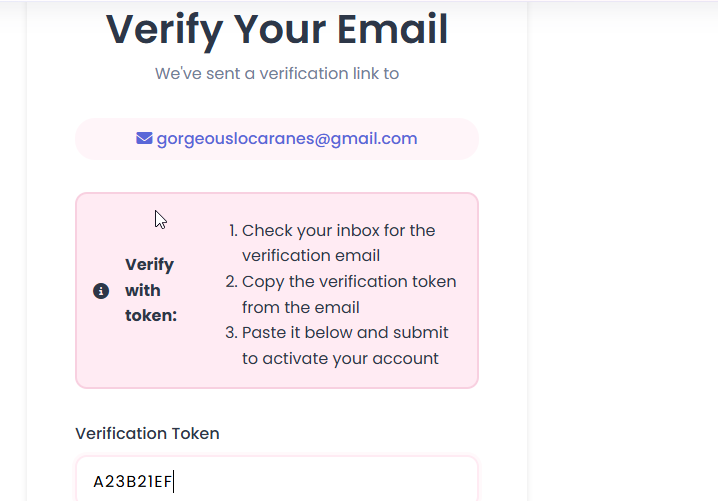 Verify Your Email
We've sent a verification link to
gorgeouslocaranes@gmail.com
Verify
with
token:
1. Check your inbox for the
verification email
2. Copy the verification token
from the email
3. Paste it below and submit
to activate your account
Verification Token
A23B21EF